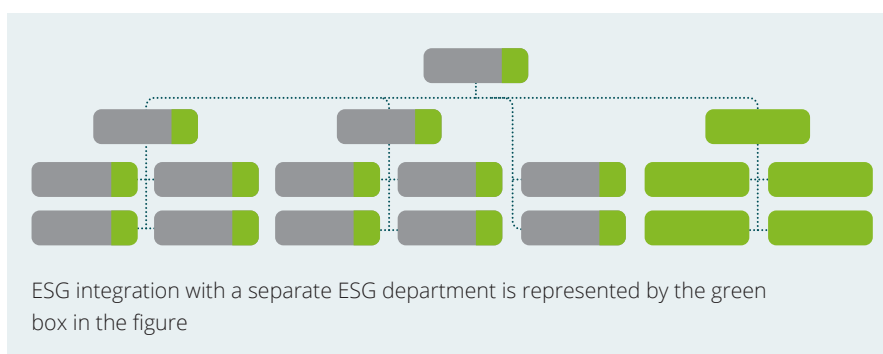 ESG integration with a separate ESG department is represented by the green
box in the figure